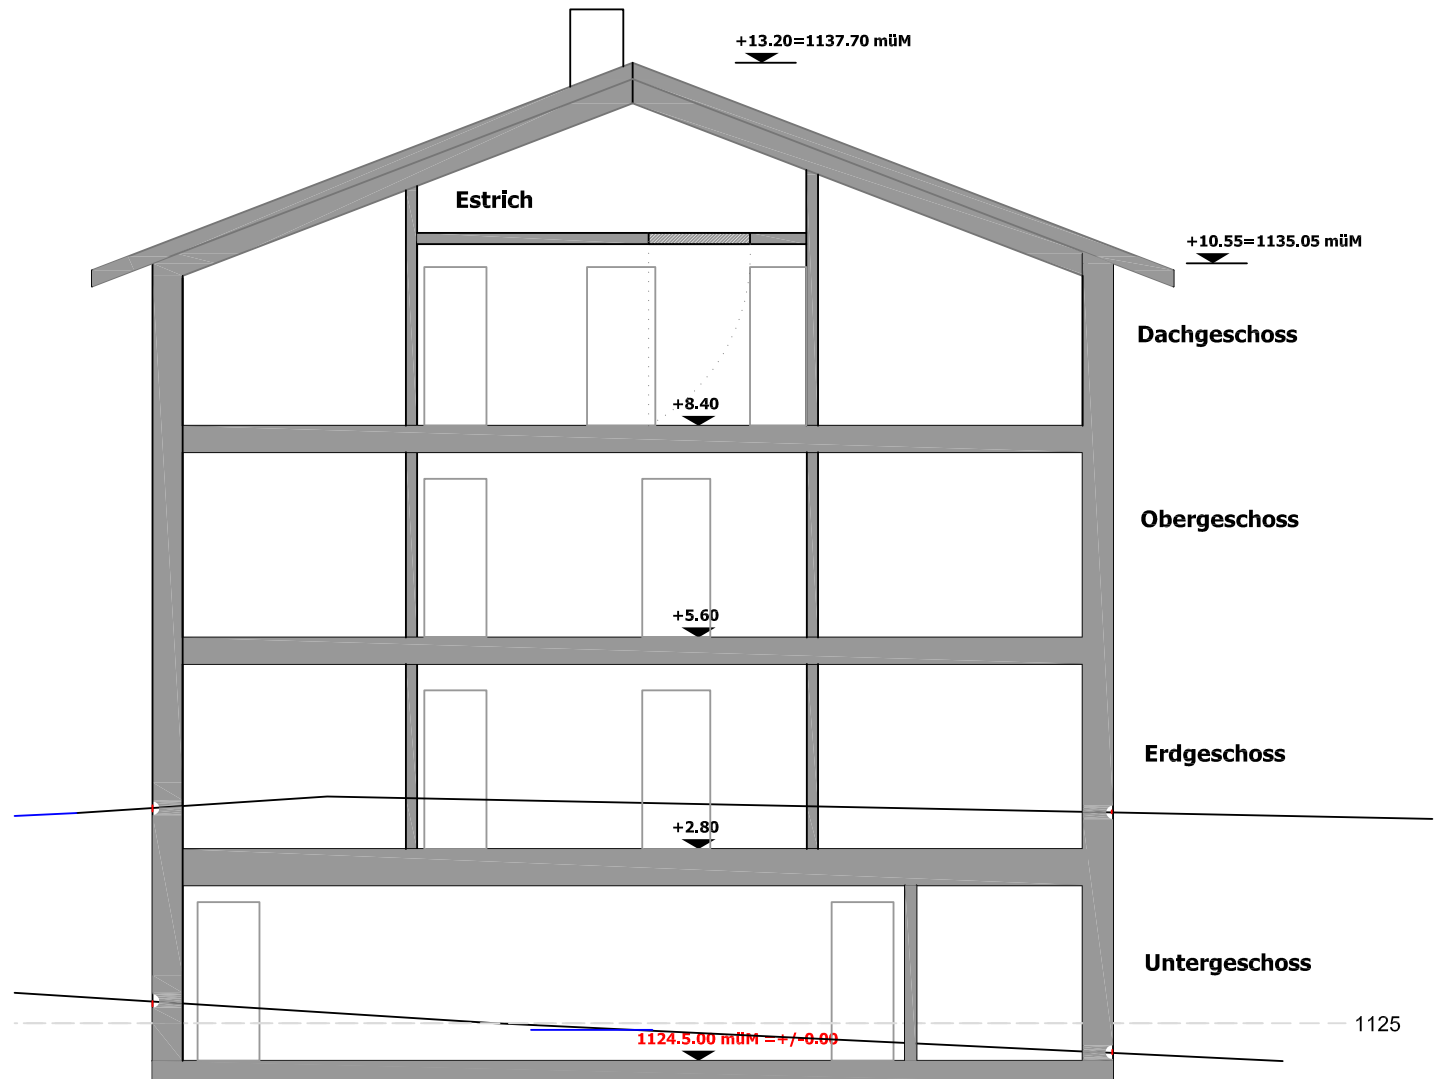 +13.20=1137.70 müM
Estrich
+10.55=1135.05 müM
Dachgeschoss
+8.40
Obergeschoss
+5.60
Erdgeschoss
+2.80
Untergeschoss
1125
1124.5.00 müM =+/-0.00